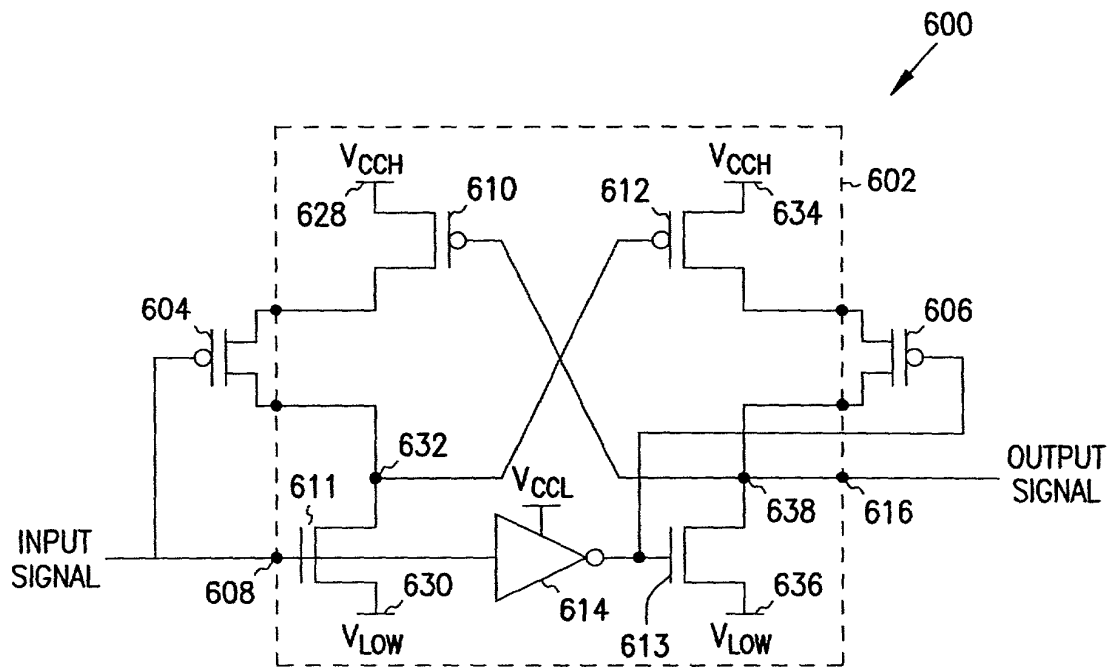 600
VCCH
VCCH
602
628
610
612
634
604
606
632
611
VCCL
OUTPUT
SIGNAL
638
616
INPUT
SIGNAL
608
630
614
636
VLOW
613
VLOW